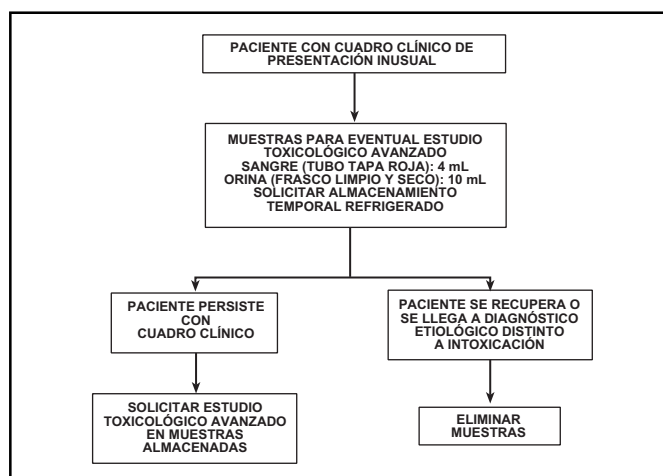 PACIENTE CON CUADRO CLÍNICO DE
PRESENTACIÓN INUSUAL
MUESTRAS PARA EVENTUAL ESTUDIO
TOXICOLÓGICO AVANZADO
SANGRE (TUBO TAPA ROJA): 4 mL
ORINA (FRASCO LIMPIO Y SECO): 10 mL
SOLICITAR ALMACENAMIENTO
TEMPORAL REFRIGERADO
PACIENTE PERSISTE
CON
CUADRO CLÍNICO
PACIENTE SE RECUPERA O
SE LLEGA A DIAGNÓSTICO
ETIOLÓGICO DISTINTO
A INTOXICACIÓN
SOLICITAR ESTUDIO
TOXICOLÓGICO AVANZADO
EN MUESTRAS
ALMACENADAS
ELIMINAR
MUESTRAS